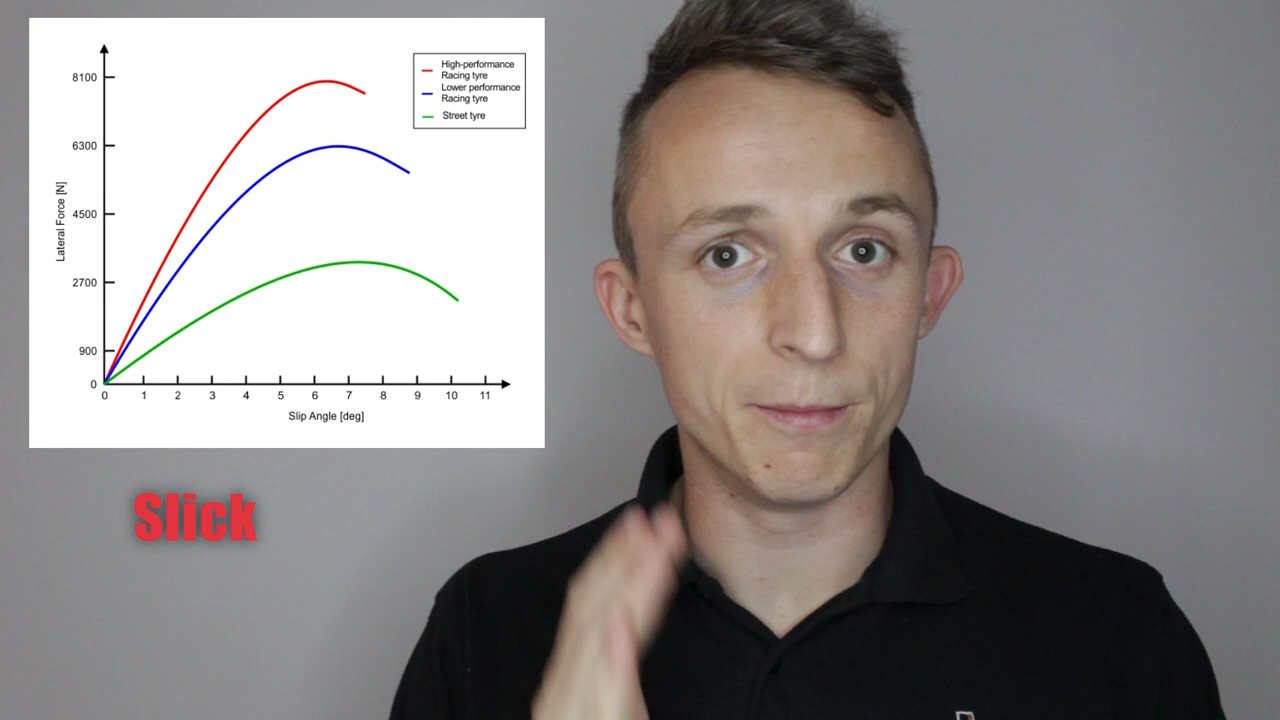 8100
6300
4500
2700
900
0
Lateral Force [N]
0 1 2 3 4 5 6 7 8 9 10 11
Slip Angle [deg]
High-performance
Racing tyre
Lower performance
Racing tyre
Street tyre
Slick